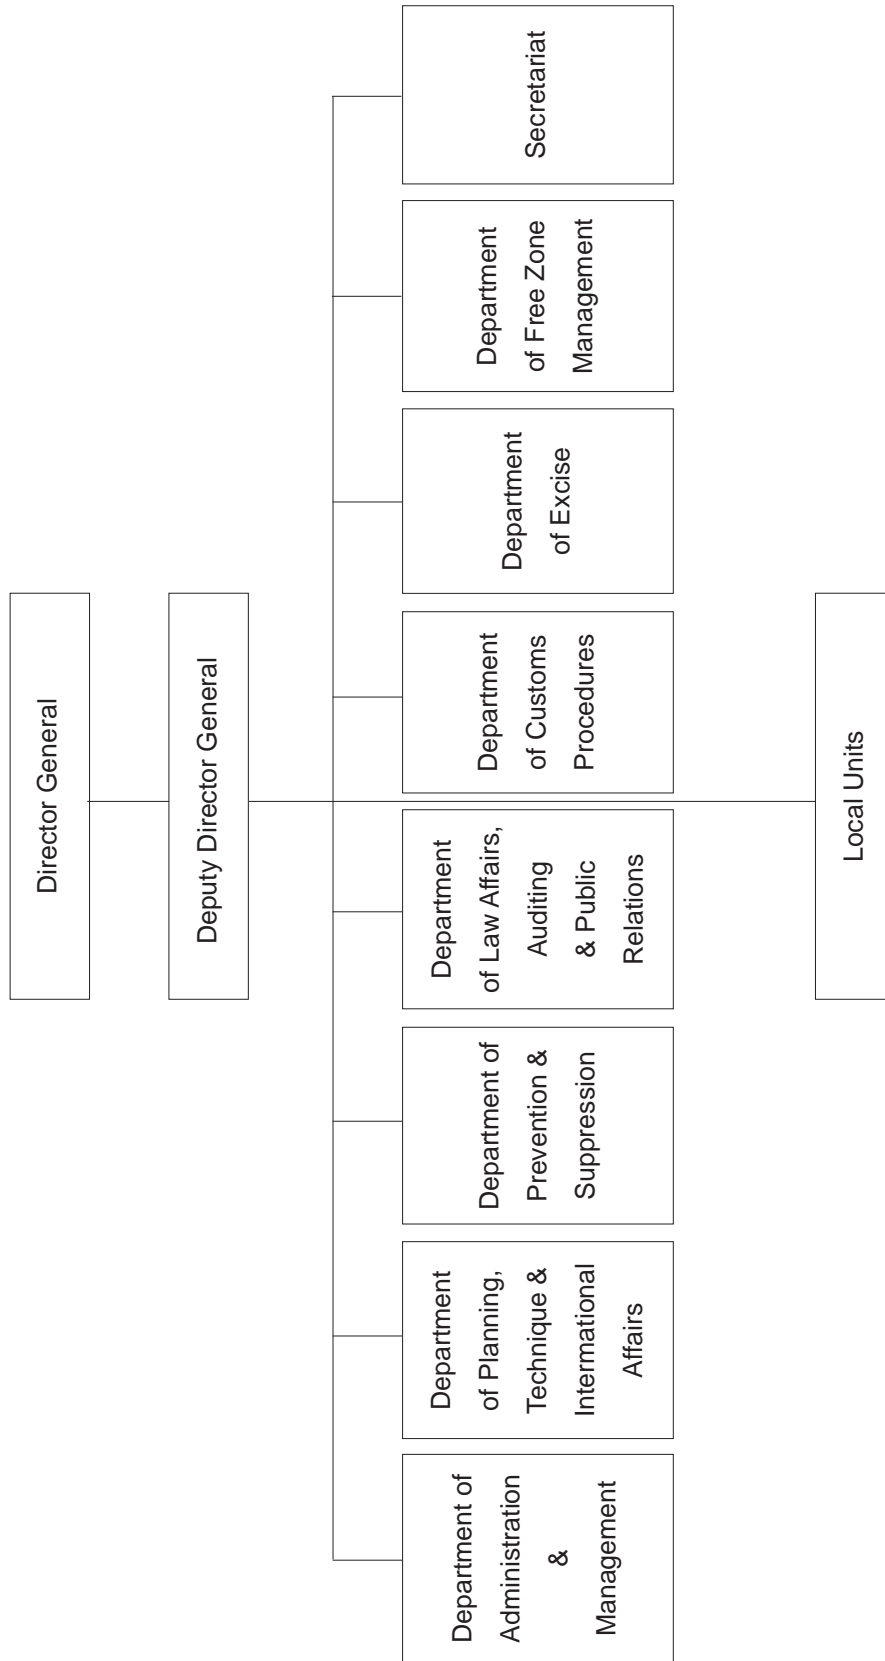 Director General
Deputy Director General
Department of
Administration
&
Management
Department
of Planning,
Technique &
Intermational
Affairs
Department of
Prevention &
Suppression
Department
of Law Affairs,
Auditing
& Public
Relations
Department
of Customs
Procedures
Department
of Excise
Department
of Free Zone
Management
Secretariat
Local Units